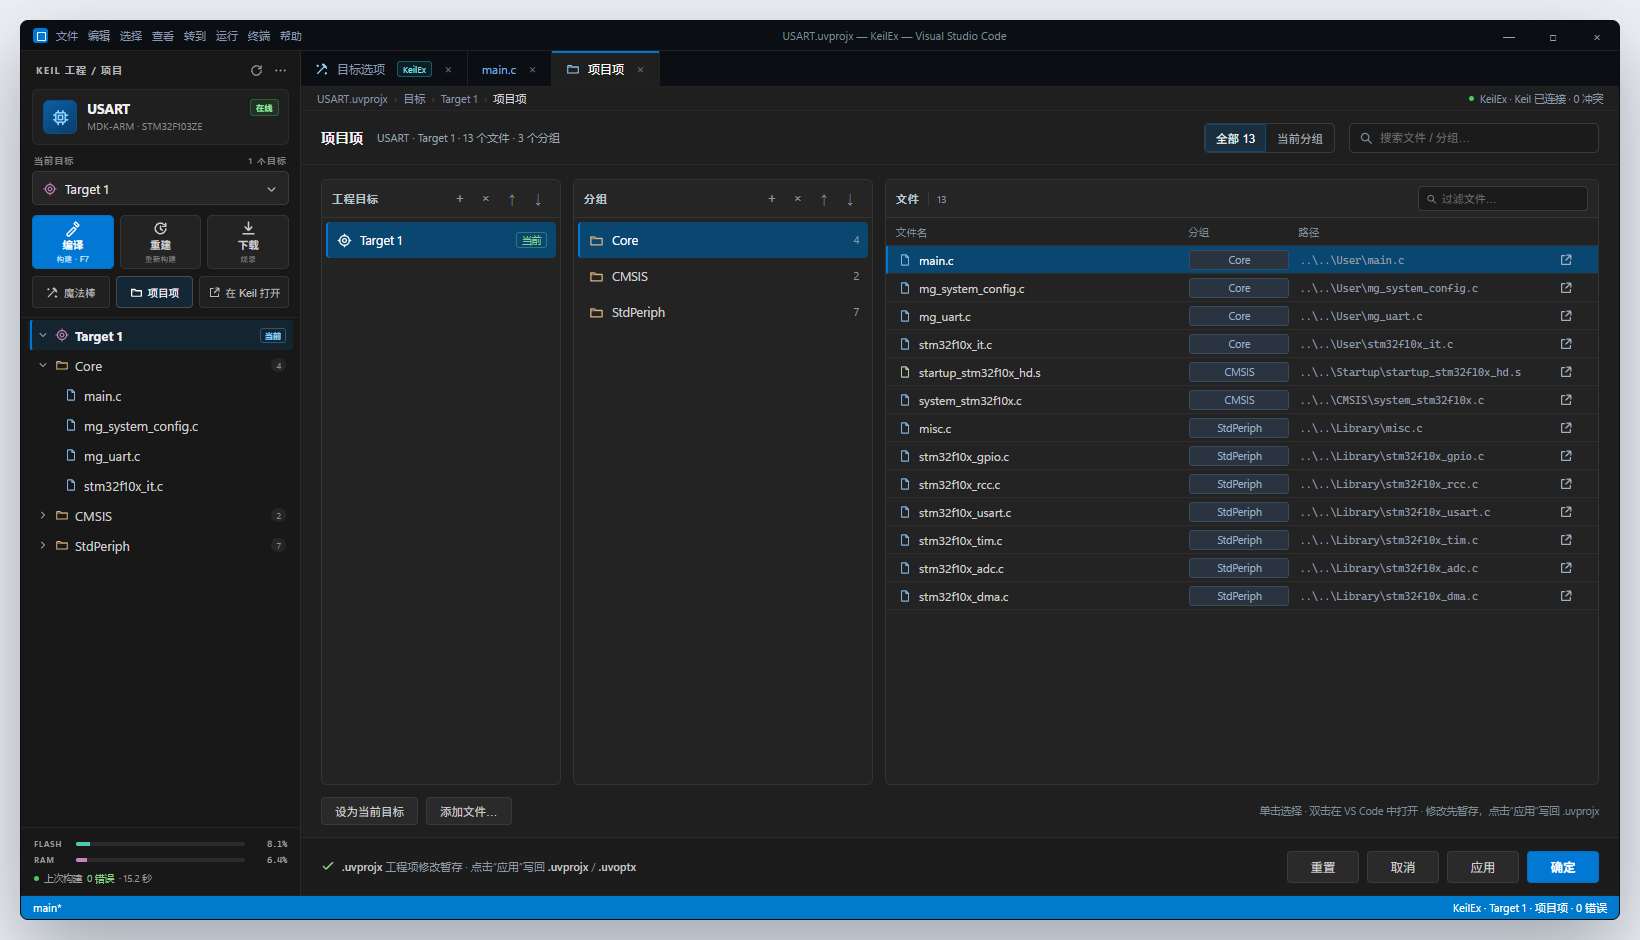 文件 编辑 选择 查看 转到 运行 终端 帮助
USART.uvprojx — KeilEx — Visual Studio Code
KEIL 工程 / 项目
USART
在线
MDK-ARM · STM32F103ZE
当前目标
1 个目标
Target 1
编译
构建 · F7
重建
重新构建
下载
烧录
魔法棒
项目项
在 Keil 打开
Target 1
当前
Core
4
main.c
mg_system_config.c
mg_uart.c
stm32f10x_it.c
CMSIS
2
StdPeriph
7
FLASH
8.1%
RAM
6.4%
上次构建 0 错误 · 15.2 秒
目标选项 KeilEx ×
main.c ×
项目项 ×
USART.uvprojx › 目标 › Target 1 › 项目项
KeilEx · Keil 已连接 · 0 冲突
项目项
USART · Target 1 · 13 个文件 · 3 个分组
全部 13
当前分组
搜索文件 / 分组...
工程目标
+ × ↑ ↓
Target 1
当前
分组
+ × ↑ ↓
Core 4
CMSIS 2
StdPeriph 7
文件 13
过滤文件...
文件名 分组 路径
main.c Core ..\..\User\main.c
mg_system_config.c Core ..\..\User\mg_system_config.c
mg_uart.c Core ..\..\User\mg_uart.c
stm32f10x_it.c Core ..\..\User\stm32f10x_it.c
startup_stm32f10x_hd.s CMSIS ..\..\Startup\startup_stm32f10x_hd.s
system_stm32f10x.c CMSIS ..\..\CMSIS\system_stm32f10x.c
misc.c StdPeriph ..\..\Library\misc.c
stm32f10x_gpio.c StdPeriph ..\..\Library\stm32f10x_gpio.c
stm32f10x_rcc.c StdPeriph ..\..\Library\stm32f10x_rcc.c
stm32f10x_usart.c StdPeriph ..\..\Library\stm32f10x_usart.c
stm32f10x_tim.c StdPeriph ..\..\Library\stm32f10x_tim.c
stm32f10x_adc.c StdPeriph ..\..\Library\stm32f10x_adc.c
stm32f10x_dma.c StdPeriph ..\..\Library\stm32f10x_dma.c
设为当前目标
添加文件...
单击选择 · 双击在 VS Code 中打开 · 修改先暂存，点击“应用”写回 .uvprojx
.uvprojx 工程项修改暂存 · 点击“应用”写回 .uvprojx / .uvoptx
重置
取消
应用
确定
main*
KeilEx · Target 1 · 项目项 · 0 错误